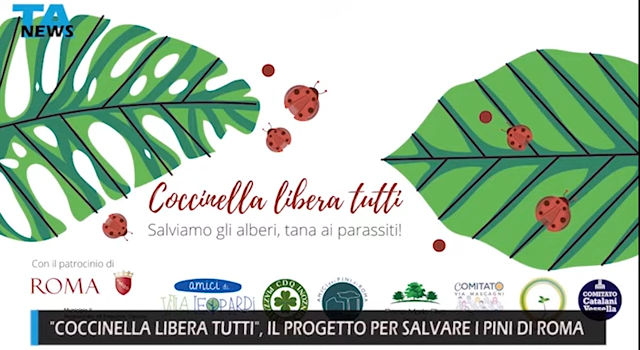 TA
NEWS
Coccinella libera tutti
Salviamo gli alberi, tana ai parassiti!
Con il patrocinio di
ROMA
amici di
VILLA LEOPARDI
COMITATO
VIA MASCAGNI
COMITATO
Catalani
Vessella
"COCCINELLA LIBERA TUTTI", IL PROGETTO PER SALVARE I PINI DI ROMA